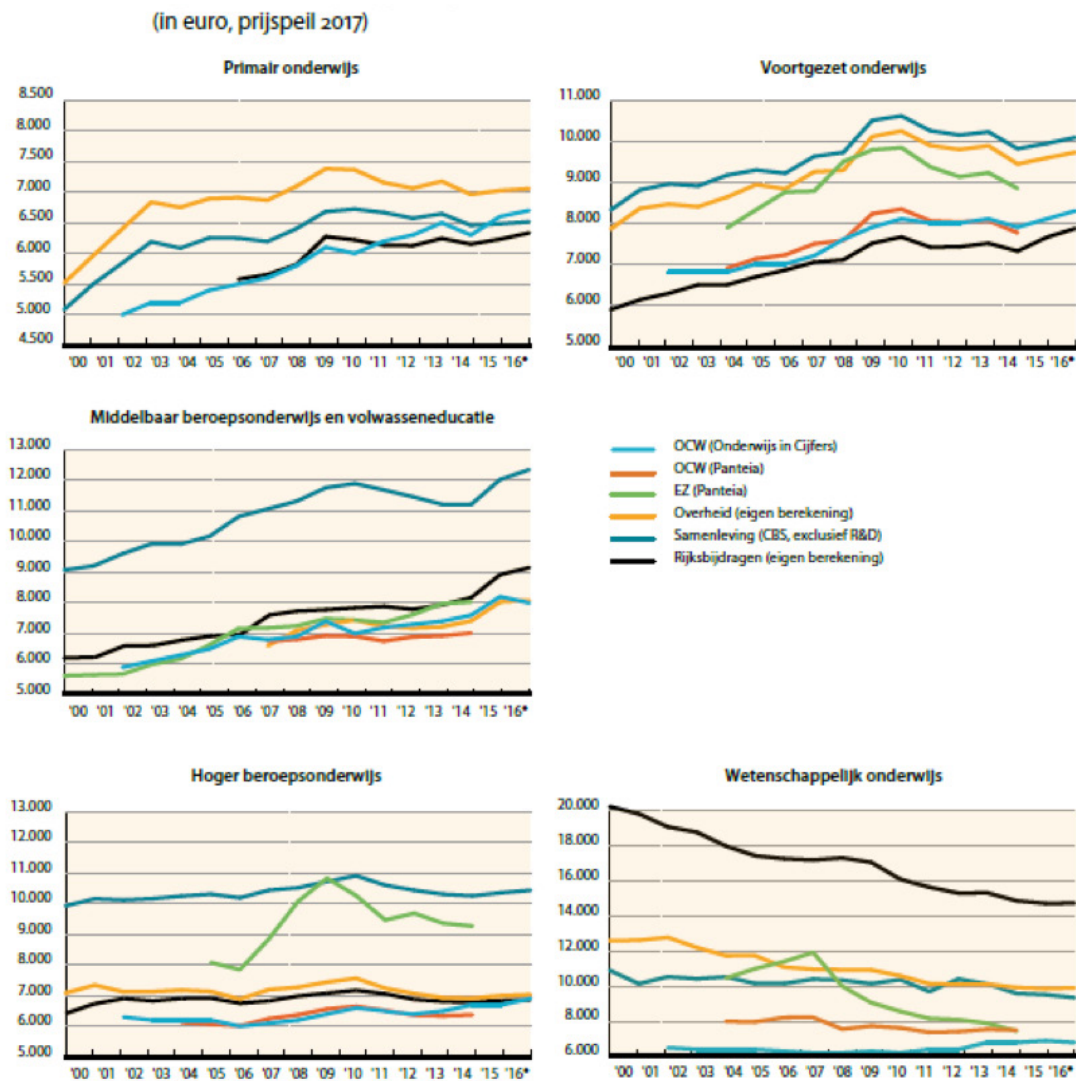 (in euro, prijspeil 2017)
Primair onderwijs
8.500
8.000
7.500
7.000
6.500
6.000
5.500
5.000
4.500
'00 '01 '02 '03 '04 '05 '06 '07 '08 '09 '10 '11 '12 '13 '14 '15 '16*
Voortgezet onderwijs
11.000
10.000
9.000
8.000
7.000
6.000
5.000
'00 '01 '02 '03 '04 '05 '06 '07 '08 '09 '10 '11 '12 '13 '14 '15 '16*
Middelbaar beroepsonderwijs en volwasseneducatie
13.000
12.000
11.000
10.000
9.000
8.000
7.000
6.000
5.000
'00 '01 '02 '03 '04 '05 '06 '07 '08 '09 '10 '11 '12 '13 '14 '15 '16*
OCW (Onderwijs in Cijfers)
OCW (Panteia)
EZ (Panteia)
Overheid (eigen berekening)
Samenleving (CBS, exclusief R&D)
Rijksbijdragen (eigen berekening)
Hoger beroepsonderwijs
13.000
12.000
11.000
10.000
9.000
8.000
7.000
6.000
5.000
'00 '01 '02 '03 '04 '05 '06 '07 '08 '09 '10 '11 '12 '13 '14 '15 '16*
Wetenschappelijk onderwijs
20.000
18.000
16.000
14.000
12.000
10.000
8.000
6.000
'00 '01 '02 '03 '04 '05 '06 '07 '08 '09 '10 '11 '12 '13 '14 '15 '16*